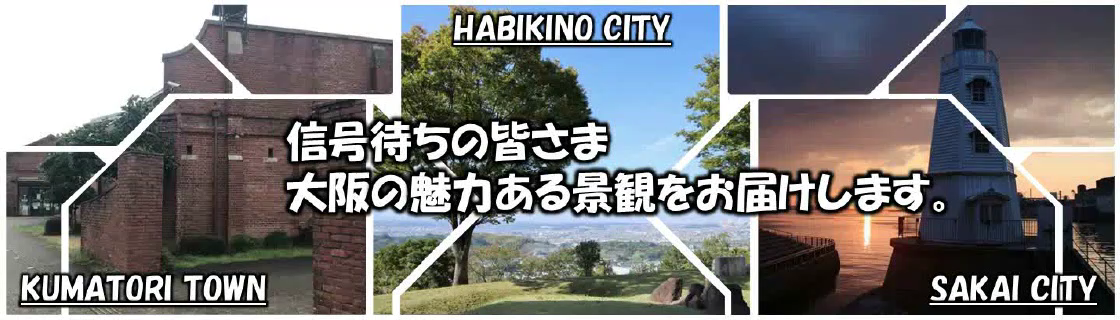 HABIKINO CITY
信号待ちの皆さま
大阪の魅力ある景観をお届けします。
KUMATORI TOWN
SAKAI CITY